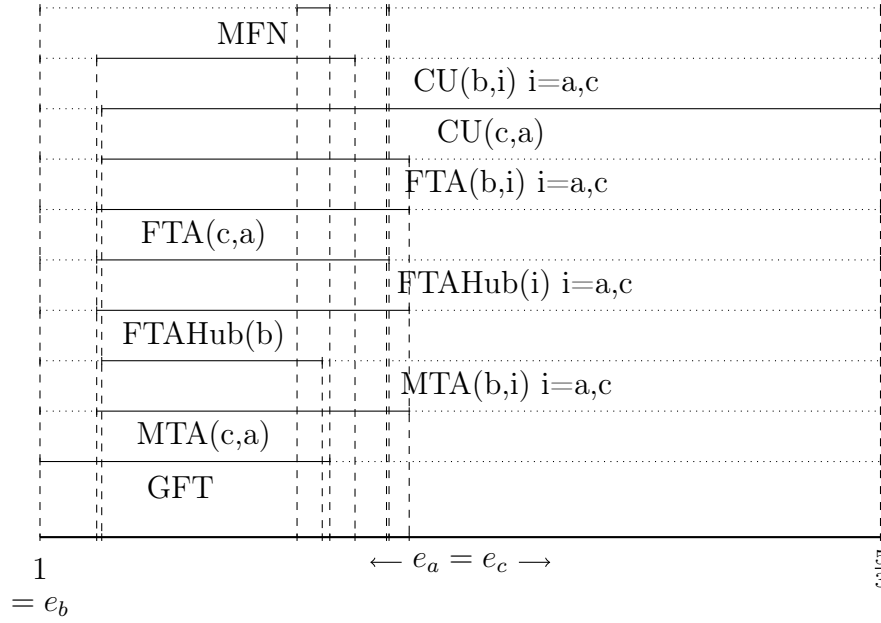 MFN
CU(b,i) i=a,c
CU(c,a)
FTA(b,i) i=a,c
FTA(c,a)
FTAHub(i) i=a,c
FTAHub(b)
MTA(b,i) i=a,c
MTA(c,a)
GFT
← e_a = e_c →
1
= e_b